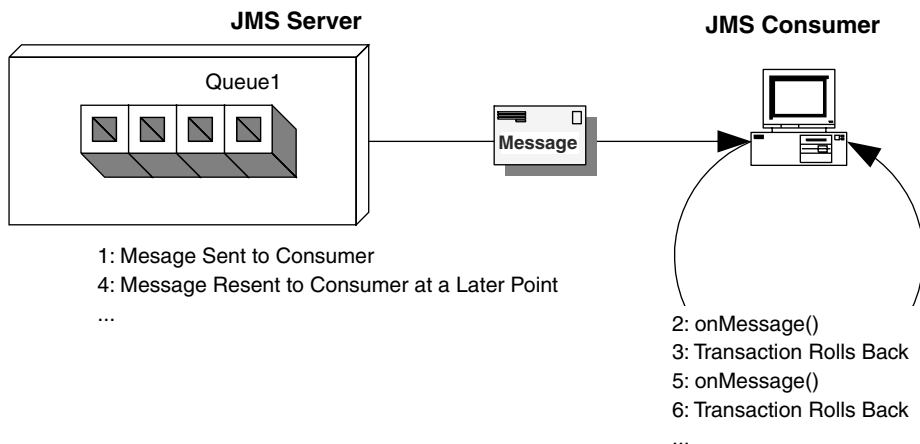 JMS Server
JMS Consumer
Queue1
Message
1: Mesage Sent to Consumer
4: Message Resent to Consumer at a Later Point
...
2: onMessage()
3: Transaction Rolls Back
5: onMessage()
6: Transaction Rolls Back
...